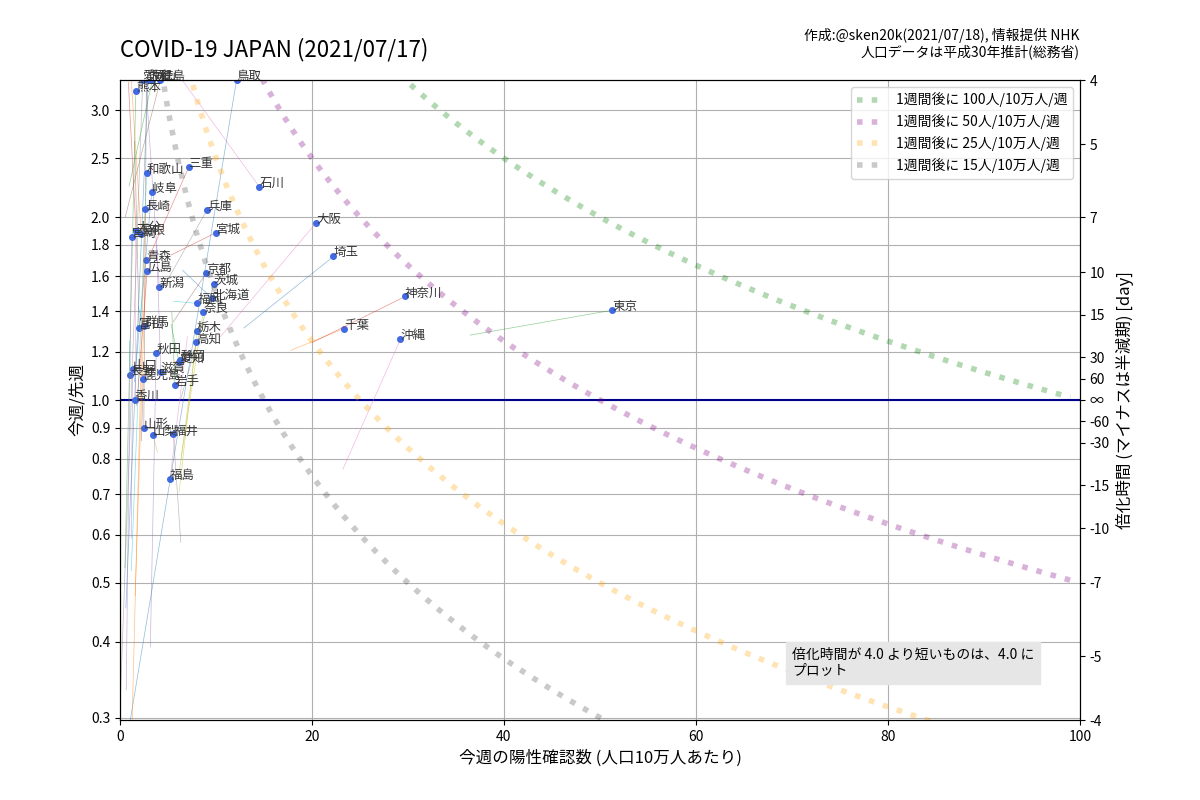 COVID-19 JAPAN (2021/07/17)
作成:@sken20k(2021/07/18), 情報提供 NHK
人口データは平成30年推計(総務省)
1週間後に 100人/10万人/週
1週間後に 50人/10万人/週
1週間後に 25人/10万人/週
1週間後に 15人/10万人/週
鳥取
熊本
三重
和歌山
石川
岐阜
長崎
兵庫
大阪
宮城
埼玉
青森
広島
京都
新潟
茨城
北海道
神奈川
奈良
東京
群馬
千葉
栃木
高知
沖縄
秋田
滋賀
岩手
香川
山形
山梨
福井
福島
3.0
2.5
2.0
1.8
1.6
1.4
1.2
1.0
0.9
0.8
0.7
0.6
0.5
0.4
0.3
今週/先週
4
5
7
10
15
30
60
∞
-60
-30
-15
-10
-7
-5
-4
倍化時間 (マイナスは半減期) [day]
倍化時間が 4.0 より短いものは、4.0 に
プロット
0 20 40 60 80 100
今週の陽性確認数 (人口10万人あたり)